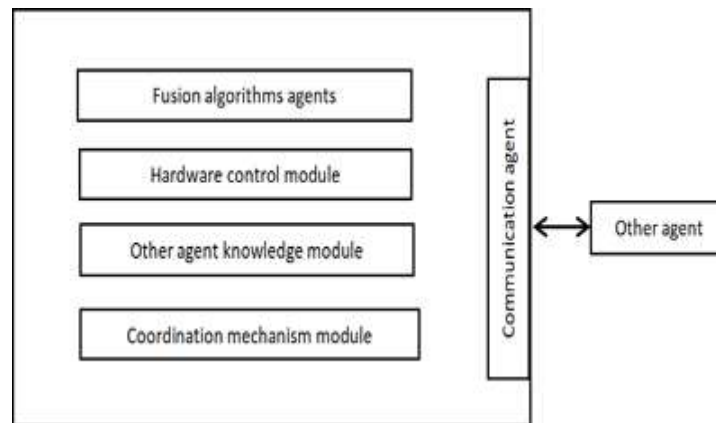 Fusion algorithms agents
Hardware control module
Other agent knowledge module
Coordination mechanism module
Communication agent
Other agent